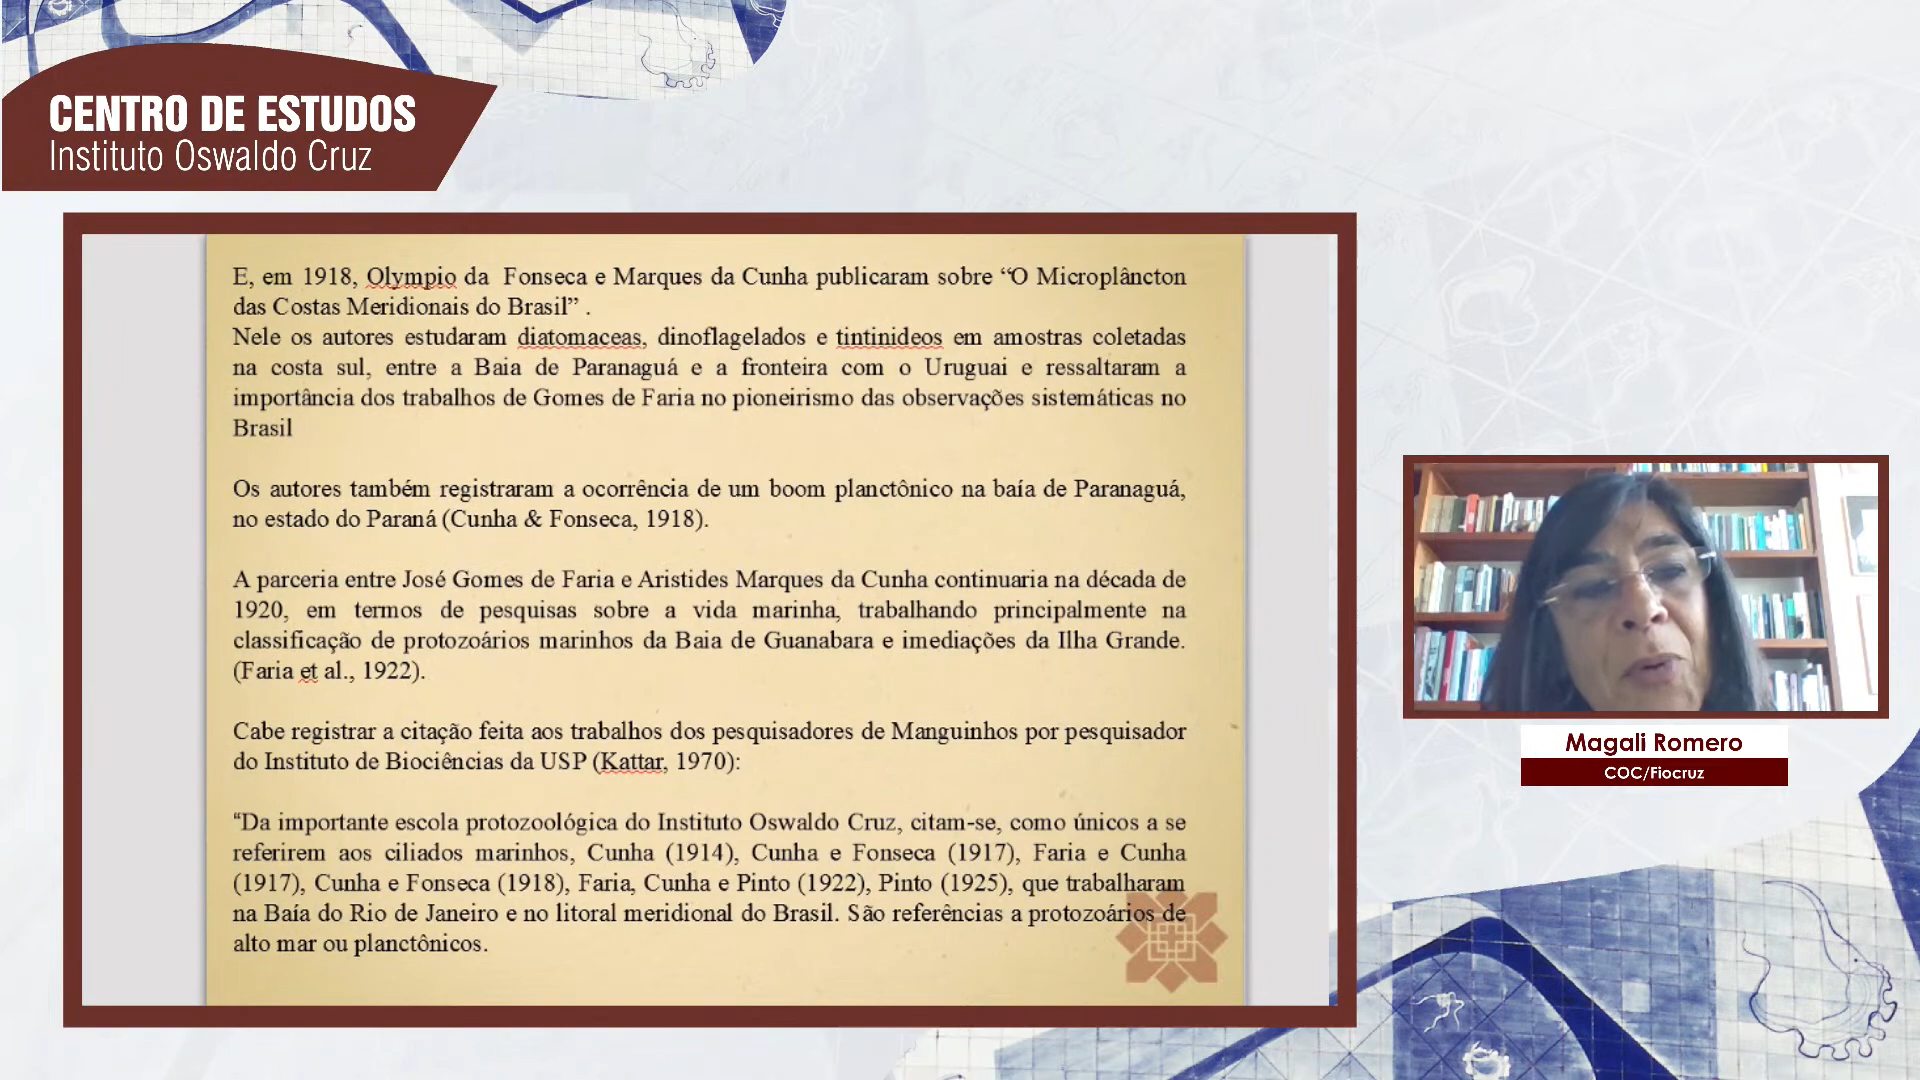 CENTRO DE ESTUDOS
Instituto Oswaldo Cruz
E, em 1918, Olympio da Fonseca e Marques da Cunha publicaram sobre “O Microplâncton
das Costas Meridionais do Brasil” .
Nele os autores estudaram diatomaceas, dinoflagelados e tintinideos em amostras coletadas
na costa sul, entre a Baia de Paranaguá e a fronteira com o Uruguai e ressaltaram a
importância dos trabalhos de Gomes de Faria no pioneirismo das observações sistemáticas no
Brasil
Os autores também registraram a ocorrência de um boom planctônico na baía de Paranaguá,
no estado do Paraná (Cunha & Fonseca, 1918).
A parceria entre José Gomes de Faria e Aristides Marques da Cunha continuaria na década de
1920, em termos de pesquisas sobre a vida marinha, trabalhando principalmente na
classificação de protozoários marinhos da Baia de Guanabara e imediações da Ilha Grande.
(Faria et al., 1922).
Cabe registrar a citação feita aos trabalhos dos pesquisadores de Manguinhos por pesquisador
do Instituto de Biociências da USP (Kattar, 1970):
“Da importante escola protozoológica do Instituto Oswaldo Cruz, citam-se, como únicos a se
referirem aos ciliados marinhos, Cunha (1914), Cunha e Fonseca (1917), Faria e Cunha
(1917), Cunha e Fonseca (1918), Faria, Cunha e Pinto (1922), Pinto (1925), que trabalharam
na Baía do Rio de Janeiro e no litoral meridional do Brasil. São referências a protozoários de
alto mar ou planctônicos.
Magali Romero
COC/Fiocruz